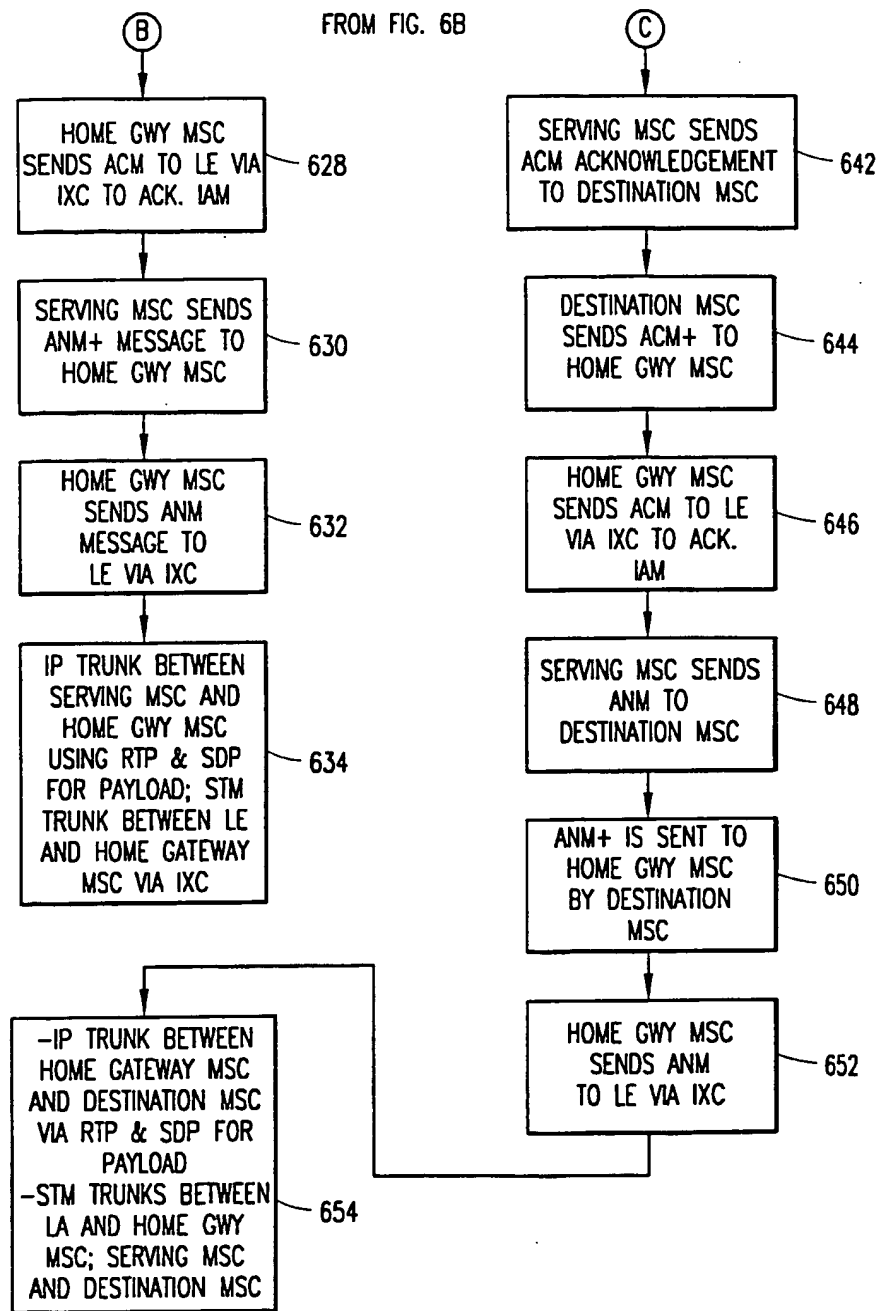 FROM FIG. 6B
B
HOME GWY MSC
SENDS ACM TO LE VIA
IXC TO ACK. IAM
628
SERVING MSC SENDS
ANM+ MESSAGE TO
HOME GWY MSC
630
HOME GWY MSC
SENDS ANM
MESSAGE TO
LE VIA IXC
632
IP TRUNK BETWEEN
SERVING MSC AND
HOME GWY MSC
USING RTP & SDP
FOR PAYLOAD; STM
TRUNK BETWEEN LE
AND HOME GATEWAY
MSC VIA IXC
634
C
SERVING MSC SENDS
ACM ACKNOWLEDGEMENT
TO DESTINATION MSC
642
DESTINATION MSC
SENDS ACM+ TO
HOME GWY MSC
644
HOME GWY MSC
SENDS ACM TO LE
VIA IXC TO ACK.
IAM
646
SERVING MSC SENDS
ANM TO
DESTINATION MSC
648
ANM+ IS SENT TO
HOME GWY MSC
BY DESTINATION
MSC
650
HOME GWY MSC
SENDS ANM
TO LE VIA IXC
652
-IP TRUNK BETWEEN
HOME GATEWAY MSC
AND DESTINATION MSC
VIA RTP & SDP FOR
PAYLOAD
-STM TRUNKS BETWEEN
LA AND HOME GWY
MSC; SERVING MSC
AND DESTINATION MSC
654